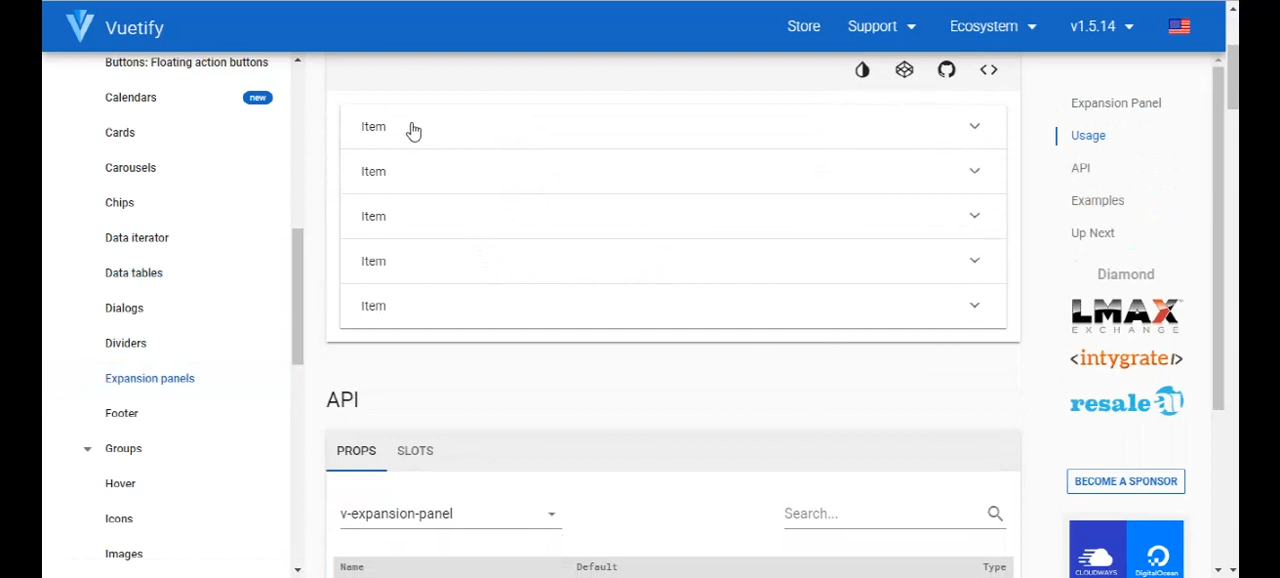 Vuetify
Store
Support
Ecosystem
v1.5.14
Buttons: Floating action buttons
Calendars
new
Cards
Carousels
Chips
Data iterator
Data tables
Dialogs
Dividers
Expansion panels
Footer
Groups
Hover
Icons
Images
Item
Item
Item
Item
Item
API
PROPS
SLOTS
v-expansion-panel
Search...
Name
Default
Type
Expansion Panel
Usage
API
Examples
Up Next
Diamond
LMAX
EXCHANGE
<intygrate/>
resale ai
BECOME A SPONSOR
CLOUDWAYS
DigitalOcean